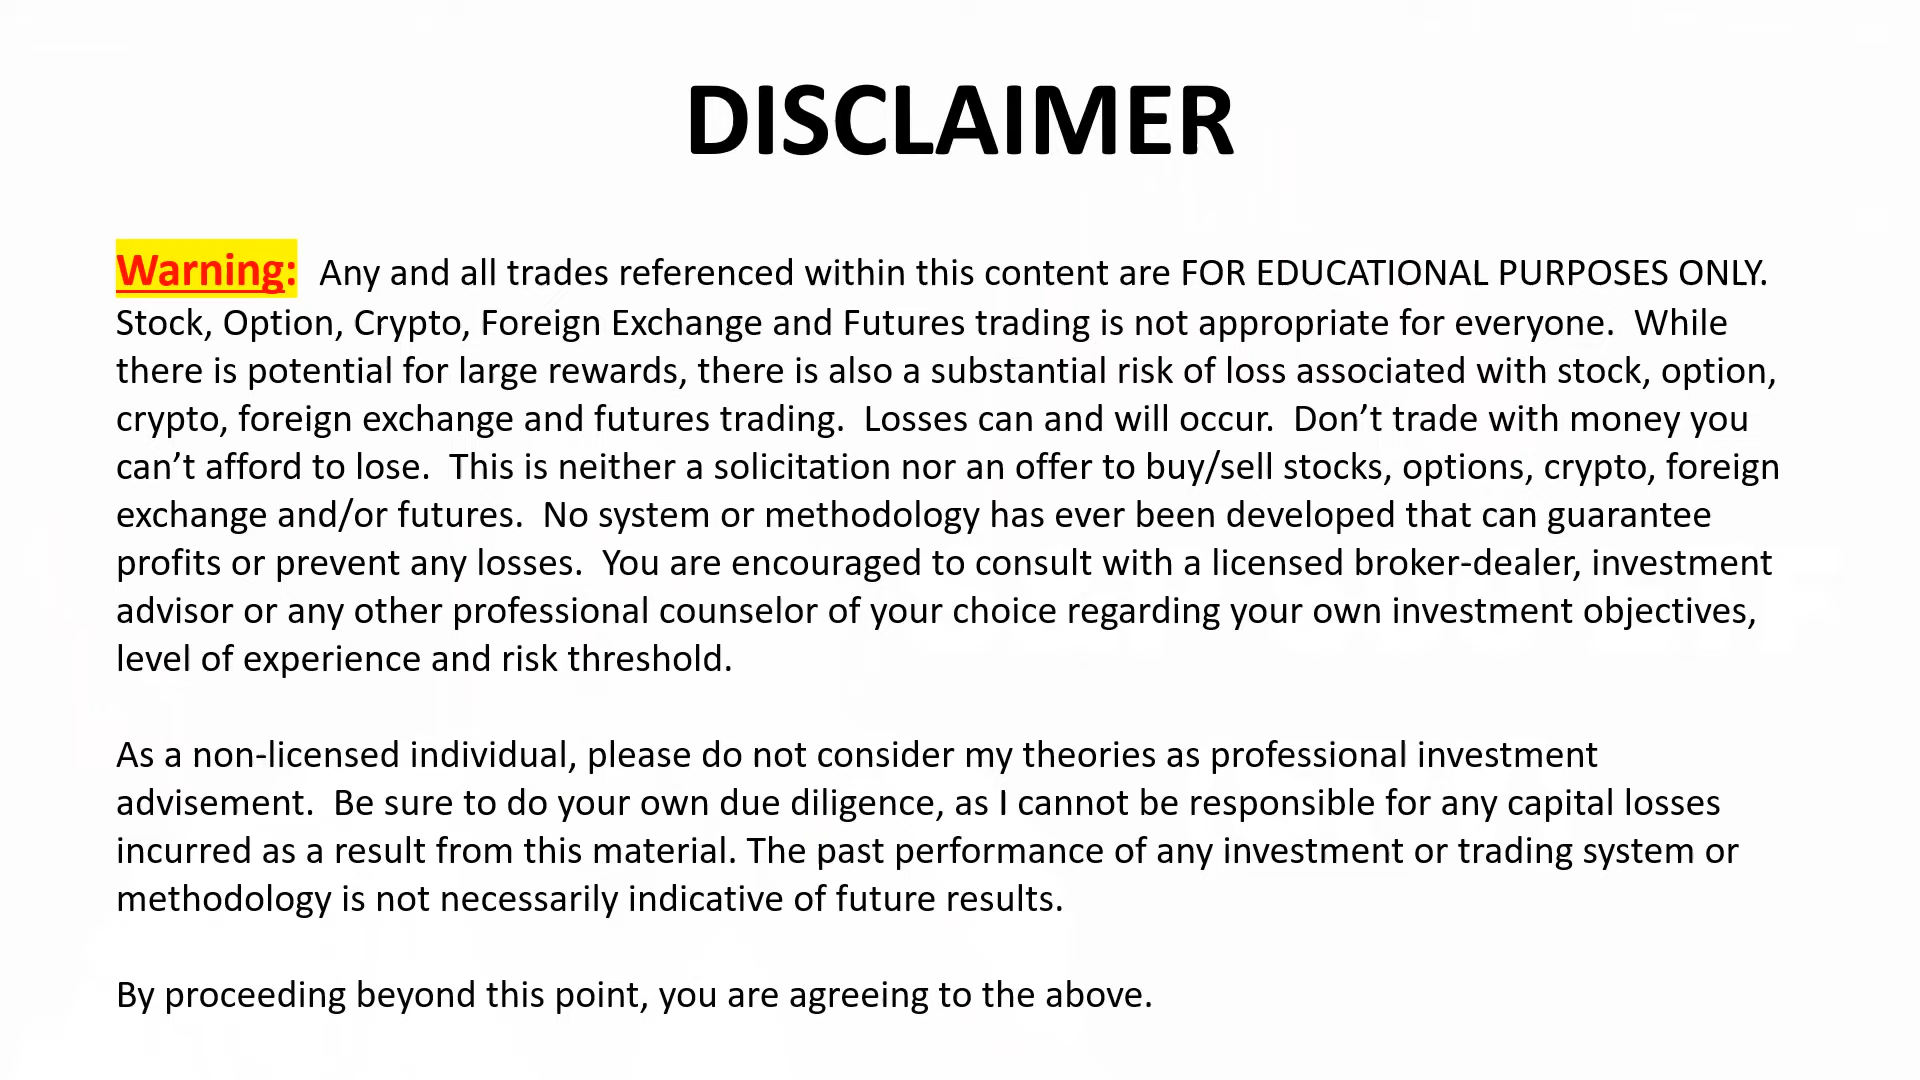 DISCLAIMER
Warning:  Any and all trades referenced within this content are FOR EDUCATIONAL PURPOSES ONLY.
Stock, Option, Crypto, Foreign Exchange and Futures trading is not appropriate for everyone.  While
there is potential for large rewards, there is also a substantial risk of loss associated with stock, option,
crypto, foreign exchange and futures trading.  Losses can and will occur.  Don’t trade with money you
can’t afford to lose.  This is neither a solicitation nor an offer to buy/sell stocks, options, crypto, foreign
exchange and/or futures.  No system or methodology has ever been developed that can guarantee
profits or prevent any losses.  You are encouraged to consult with a licensed broker-dealer, investment
advisor or any other professional counselor of your choice regarding your own investment objectives,
level of experience and risk threshold.
As a non-licensed individual, please do not consider my theories as professional investment
advisement.  Be sure to do your own due diligence, as I cannot be responsible for any capital losses
incurred as a result from this material. The past performance of any investment or trading system or
methodology is not necessarily indicative of future results.
By proceeding beyond this point, you are agreeing to the above.